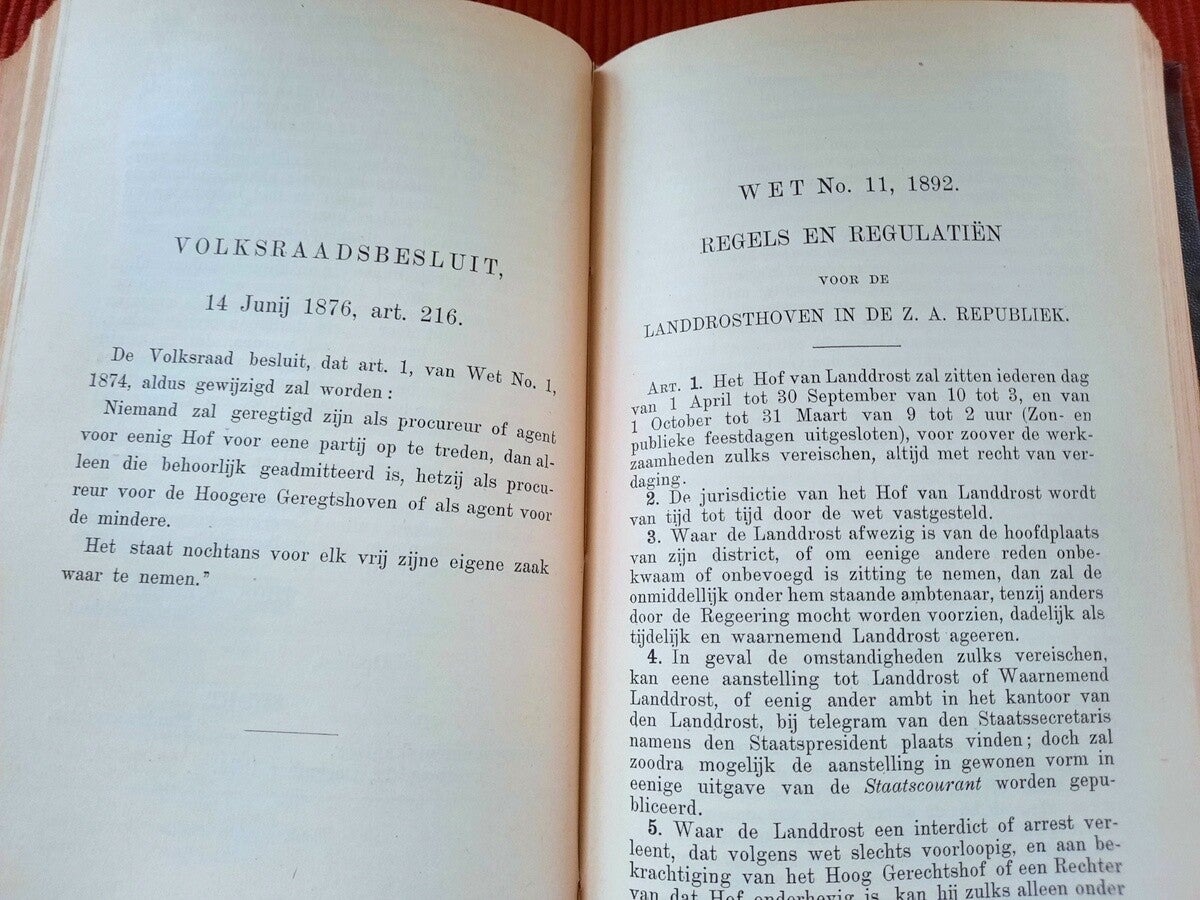 VOLKSRAADSBESLUIT,
14 Junij 1876, art. 216.
De Volksraad besluit, dat art. 1, van Wet No. 1,
1874, aldus gewijzigd zal worden :
Niemand zal geregtigd zijn als procureur of agent
voor eenig Hof voor eene partij op te treden, dan al-
leen die behoorlijk geadmitteerd is, hetzij als procu-
reur voor de Hoogere Geregtshoven of als agent voor
de mindere.
Het staat nochtans voor elk vrij zijne eigene zaak
waar te nemen.”
WET No. 11, 1892.
REGELS EN REGULATIËN
VOOR DE
LANDDROSTHOVEN IN DE Z. A. REPUBLIEK.
ART. 1. Het Hof van Landdrost zal zitten iederen dag
van 1 April tot 30 September van 10 tot 3, en van
1 October tot 31 Maart van 9 tot 2 uur (Zon- en
publieke feestdagen uitgesloten), voor zoover de werk-
zaamheden zulks vereischen, altijd met recht van ver-
daging.
2. De jurisdictie van het Hof van Landdrost wordt
van tijd tot tijd door de wet vastgesteld.
3. Waar de Landdrost afwezig is van de hoofdplaats
van zijn district, of om eenige andere reden onbe-
kwaam of onbevoegd is zitting te nemen, dan zal de
onmiddellijk onder hem staande ambtenaar, tenzij anders
door de Regeering mocht worden voorzien, dadelijk als
tijdelijk en waarnemend Landdrost ageeren.
4. In geval de omstandigheden zulks vereischen,
kan eene aanstelling tot Landdrost of Waarnemend
Landdrost, of eenig ander ambt in het kantoor van
den Landdrost, bij telegram van den Staatssecretaris
namens den Staatspresident plaats vinden ; doch zal
zoodra mogelijk de aanstelling in gewonen vorm in
eenige uitgave van de Staatscourant worden gepu-
bliceerd.
5. Waar de Landdrost een interdict of arrest ver-
leent, dat volgens wet slechts voorloopig, en aan be-
krachtiging van het Hoog Gerechtshof of een Rechter
van dat Hof onderhevig is, kan hij zulks alleen onder